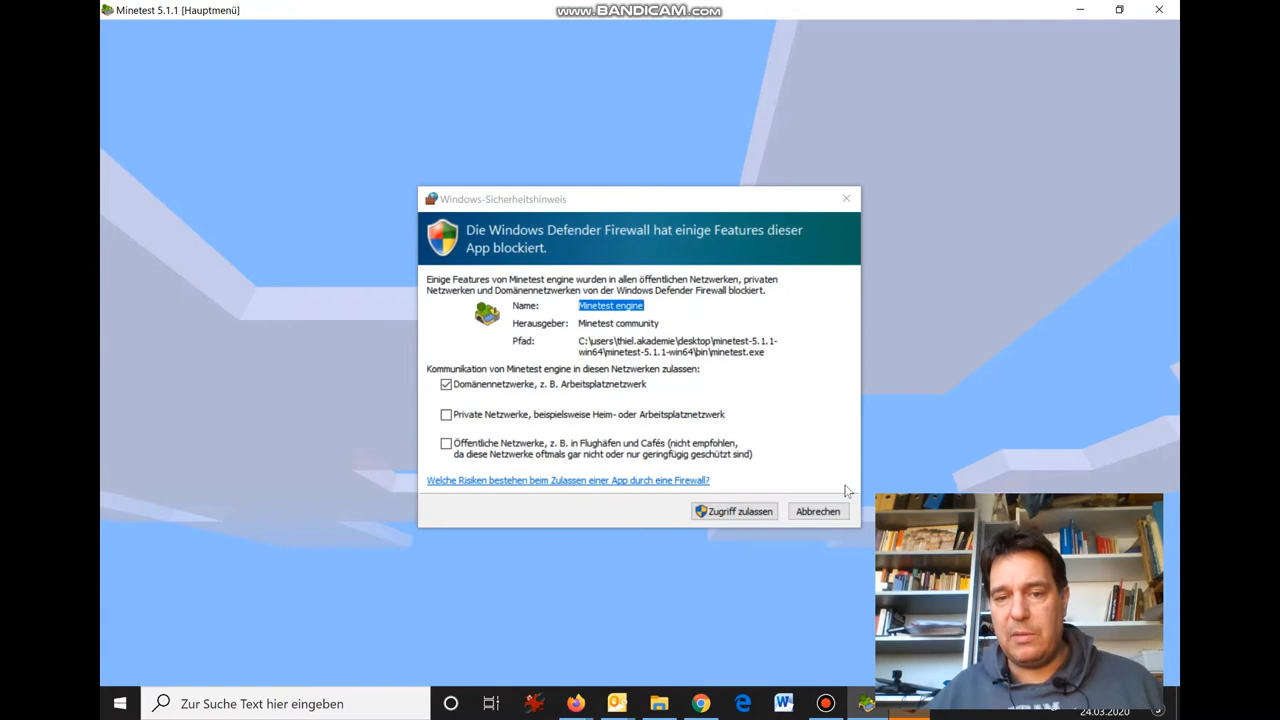 Minetest 5.1.1 [Hauptmenü]
www.BANDICAM.com
Windows-Sicherheitshinweis
Die Windows Defender Firewall hat einige Features dieser
App blockiert.
Einige Features von Minetest engine wurden in allen öffentlichen Netzwerken, privaten
Netzwerken und Domänennetzwerken von der Windows Defender Firewall blockiert.
Name: Minetest engine
Herausgeber: Minetest community
Pfad: C:\users\thiel.akademie\desktop\minetest-5.1.1-
win64\minetest-5.1.1-win64\bin\minetest.exe
Kommunikation von Minetest engine in diesen Netzwerken zulassen:
Domänennetzwerke, z. B. Arbeitsplatznetzwerk
Private Netzwerke, beispielsweise Heim- oder Arbeitsplatznetzwerk
Öffentliche Netzwerke, z. B. in Flughäfen und Cafés (nicht empfohlen,
da diese Netzwerke oftmals gar nicht oder nur geringfügig geschützt sind)
Welche Risiken bestehen beim Zulassen einer App durch eine Firewall?
Zugriff zulassen Abbrechen
Zur Suche Text hier eingeben
24.03.2020